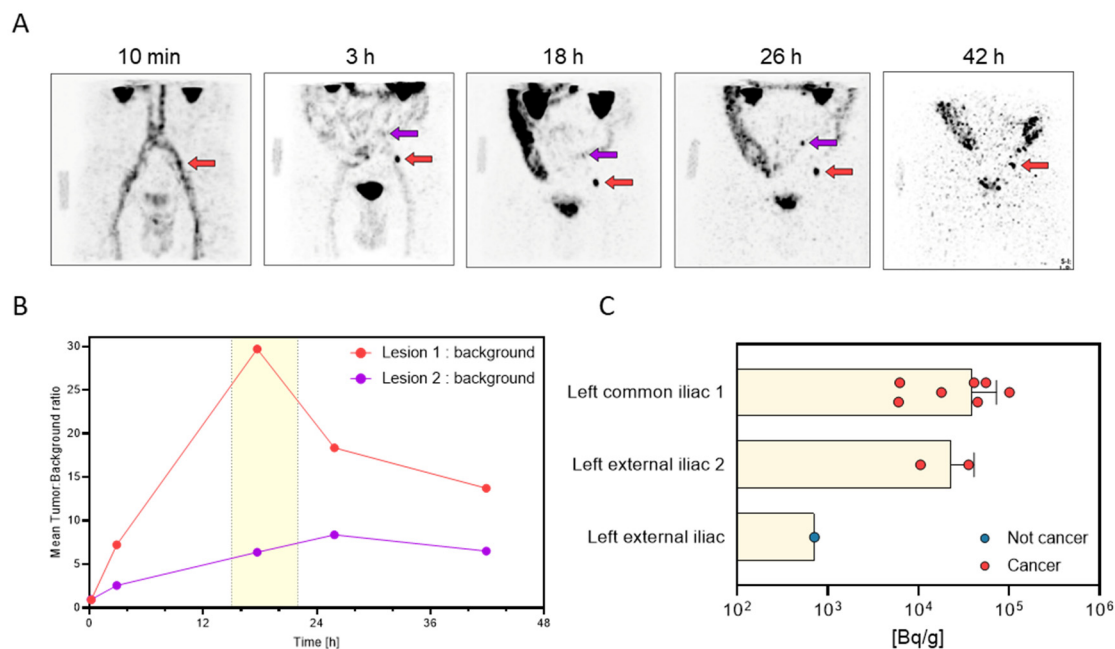 A
10 min
3 h
18 h
26 h
42 h
B
Mean Tumor:Background ratio
30
25
20
15
10
5
0
Lesion 1 : background
Lesion 2 : background
0
12
24
36
48
Time [h]
C
Left common iliac 1
Left external iliac 2
Left external iliac
Not cancer
Cancer
10²
10³
10⁴
10⁵
10⁶
[Bq/g]